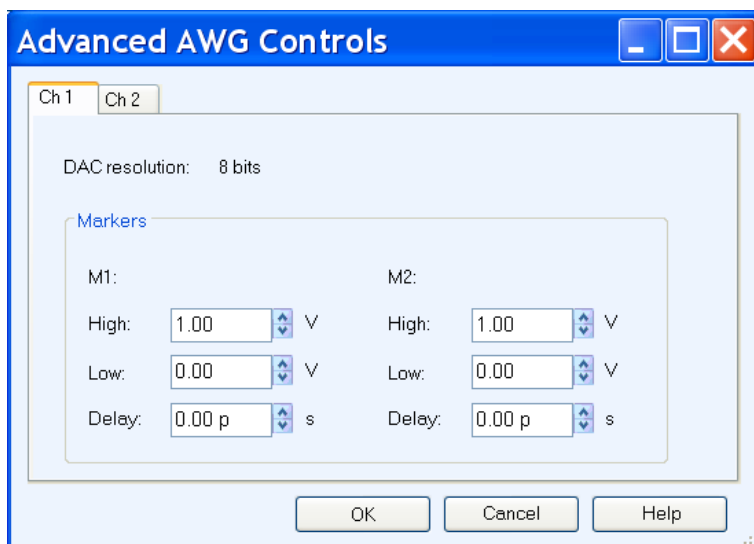 Advanced AWG Controls
Ch 1 Ch 2
DAC resolution: 8 bits
Markers
M1: M2:
High: 1.00 V High: 1.00 V
Low: 0.00 V Low: 0.00 V
Delay: 0.00 p s Delay: 0.00 p s
OK Cancel Help